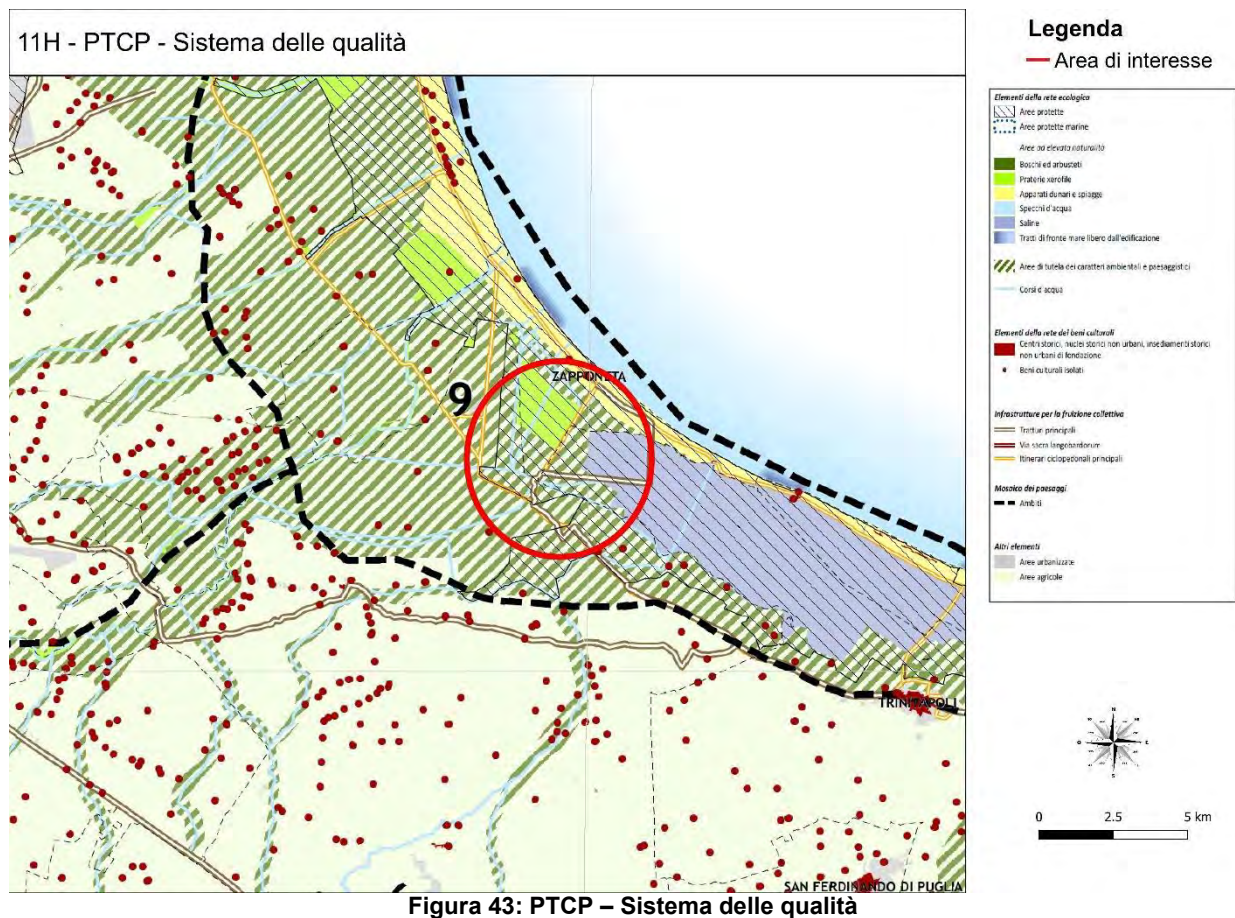 11H - PTCP - Sistema delle qualità
ZAPPONETA
9
TRINITAPOLI
SAN FERDINANDO DI PUGLIA
Legenda
Area di interesse
Elementi della rete ecologica
Aree protette
Aree protette marine
Aree ad elevata naturalità
Boschi ed arbusteti
Praterie xerofile
Apparati dunari e spiagge
Specchi d'acqua
Saline
Tratti di fronte mare libero dall'edificazione
Aree di tutela dei caratteri ambientali e paesaggistici
Corsi d'acqua
Elementi della rete dei beni culturali
Centri storici, nuclei storici non urbani, insediamenti storici
non urbani di fondazione
Beni culturali isolati
Infrastrutture per la fruizione collettiva
Tratturi principali
Via sacra langobardorum
Itinerari ciclopedonali principali
Mosaico dei paesaggi
Ambiti
Altri elementi
Aree urbanizzate
Aree agricole
N
E
S
O
0 2.5 5 km
Figura 43: PTCP – Sistema delle qualità